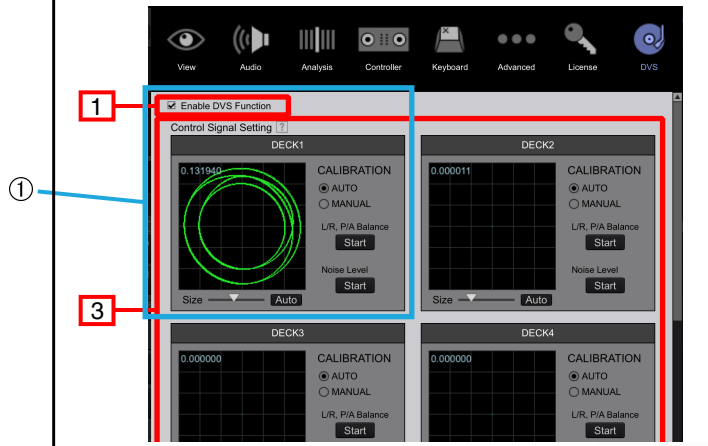 View Audio Analysis Controller Keyboard Advanced License DVS
1
Enable DVS Function
Control Signal Setting ?
DECK1 DECK2
0.131940 CALIBRATION 0.000011 CALIBRATION
AUTO AUTO
①
MANUAL MANUAL
L/R, P/A Balance L/R, P/A Balance
Start Start
Noise Level Noise Level
Start Start
Size Auto Size Auto
3
DECK3 DECK4
0.000000 CALIBRATION 0.000000 CALIBRATION
AUTO AUTO
MANUAL MANUAL
L/R, P/A Balance L/R, P/A Balance
Start Start